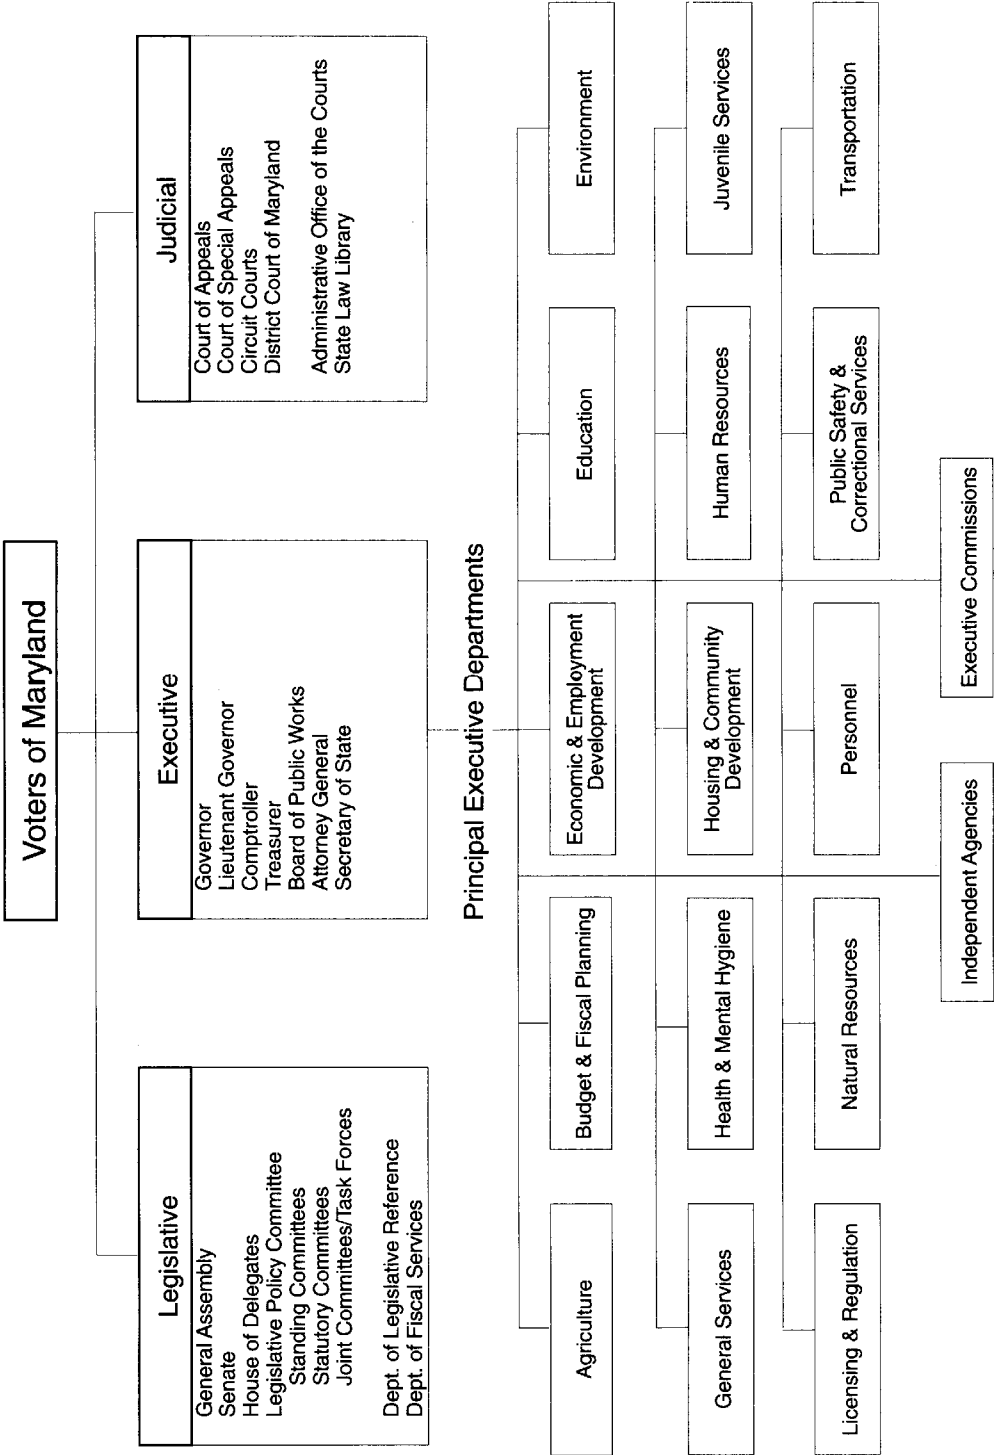 Voters of Maryland
Legislative
General Assembly
Senate
House of Delegates
Legislative Policy Committee
Standing Committees
Statutory Committees
Joint Committees/Task Forces
Dept. of Legislative Reference
Dept. of Fiscal Services
Executive
Governor
Lieutenant Governor
Comptroller
Treasurer
Board of Public Works
Attorney General
Secretary of State
Judicial
Court of Appeals
Court of Special Appeals
Circuit Courts
District Court of Maryland
Administrative Office of the Courts
State Law Library
Principal Executive Departments
Agriculture
Budget & Fiscal Planning
Economic & Employment
Development
Education
Environment
General Services
Health & Mental Hygiene
Housing & Community
Development
Human Resources
Juvenile Services
Licensing & Regulation
Natural Resources
Personnel
Public Safety &
Correctional Services
Transportation
Independent Agencies
Executive Commissions